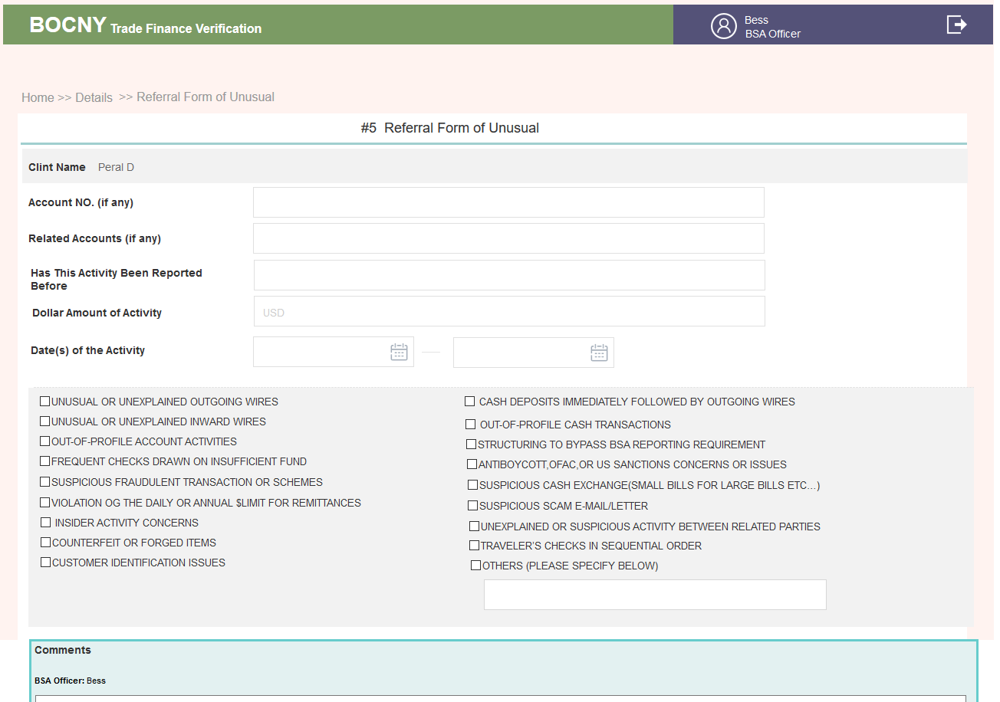 BOCNY Trade Finance Verification
Bess
BSA Officer
Home >> Details >> Referral Form of Unusual
#5 Referral Form of Unusual
Clint Name Peral D
Account NO. (if any)
Related Accounts (if any)
Has This Activity Been Reported
Before
Dollar Amount of Activity USD
Date(s) of the Activity
UNUSUAL OR UNEXPLAINED OUTGOING WIRES
UNUSUAL OR UNEXPLAINED INWARD WIRES
OUT-OF-PROFILE ACCOUNT ACTIVITIES
FREQUENT CHECKS DRAWN ON INSUFFICIENT FUND
SUSPICIOUS FRAUDULENT TRANSACTION OR SCHEMES
VIOLATION OG THE DAILY OR ANNUAL $LIMIT FOR REMITTANCES
INSIDER ACTIVITY CONCERNS
COUNTERFEIT OR FORGED ITEMS
CUSTOMER IDENTIFICATION ISSUES
CASH DEPOSITS IMMEDIATELY FOLLOWED BY OUTGOING WIRES
OUT-OF-PROFILE CASH TRANSACTIONS
STRUCTURING TO BYPASS BSA REPORTING REQUIREMENT
ANTIBOYCOTT,OFAC,OR US SANCTIONS CONCERNS OR ISSUES
SUSPICIOUS CASH EXCHANGE(SMALL BILLS FOR LARGE BILLS ETC…)
SUSPICIOUS SCAM E-MAIL/LETTER
UNEXPLAINED OR SUSPICIOUS ACTIVITY BETWEEN RELATED PARTIES
TRAVELER’S CHECKS IN SEQUENTIAL ORDER
OTHERS (PLEASE SPECIFY BELOW)
Comments
BSA Officer: Bess